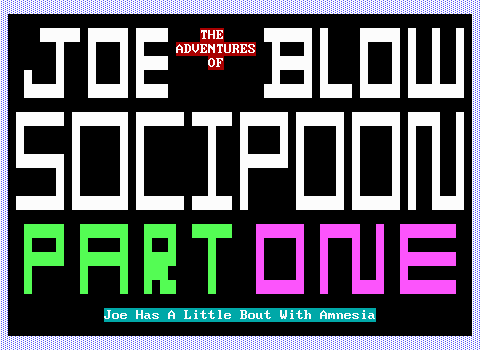 THE
ADVENTURES
OF
JOE BLOW
SOCIPOON
PART ONE
Joe Has A Little Bout With Amnesia